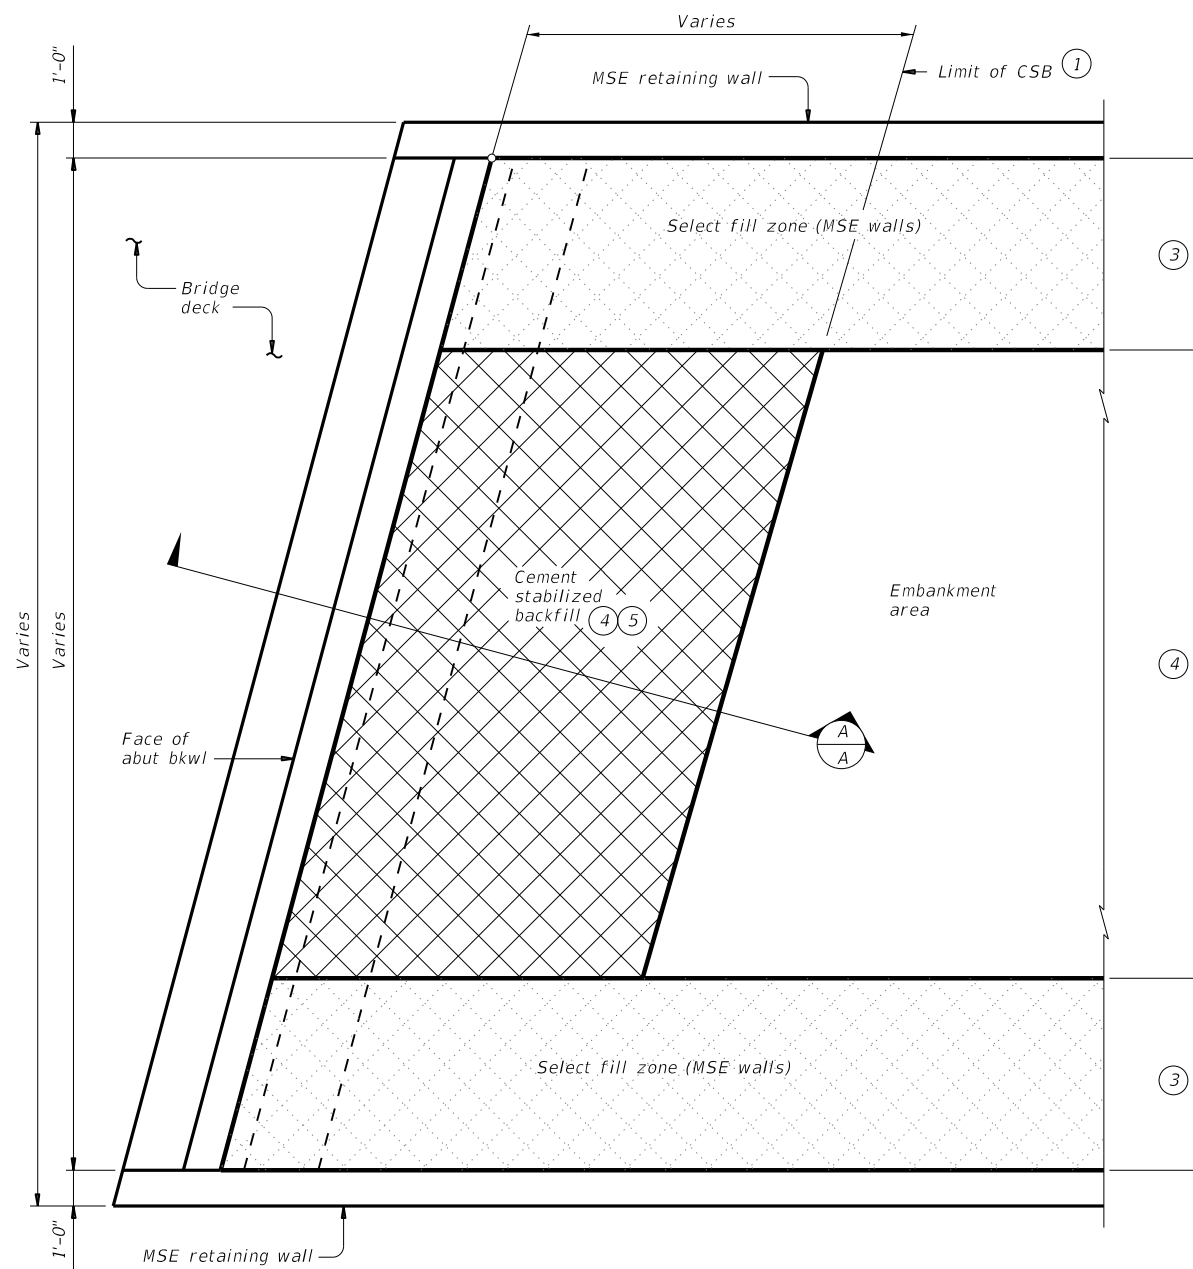 Varies
1'-0"
MSE retaining wall
Limit of CSB 1
Select fill zone (MSE walls)
3
Bridge
deck
Cement
stabilized
backfill 4 5
Embankment
area
Varies
Varies
4
Face of
abut bkwl
A
A
Select fill zone (MSE walls)
3
1'-0"
MSE retaining wall